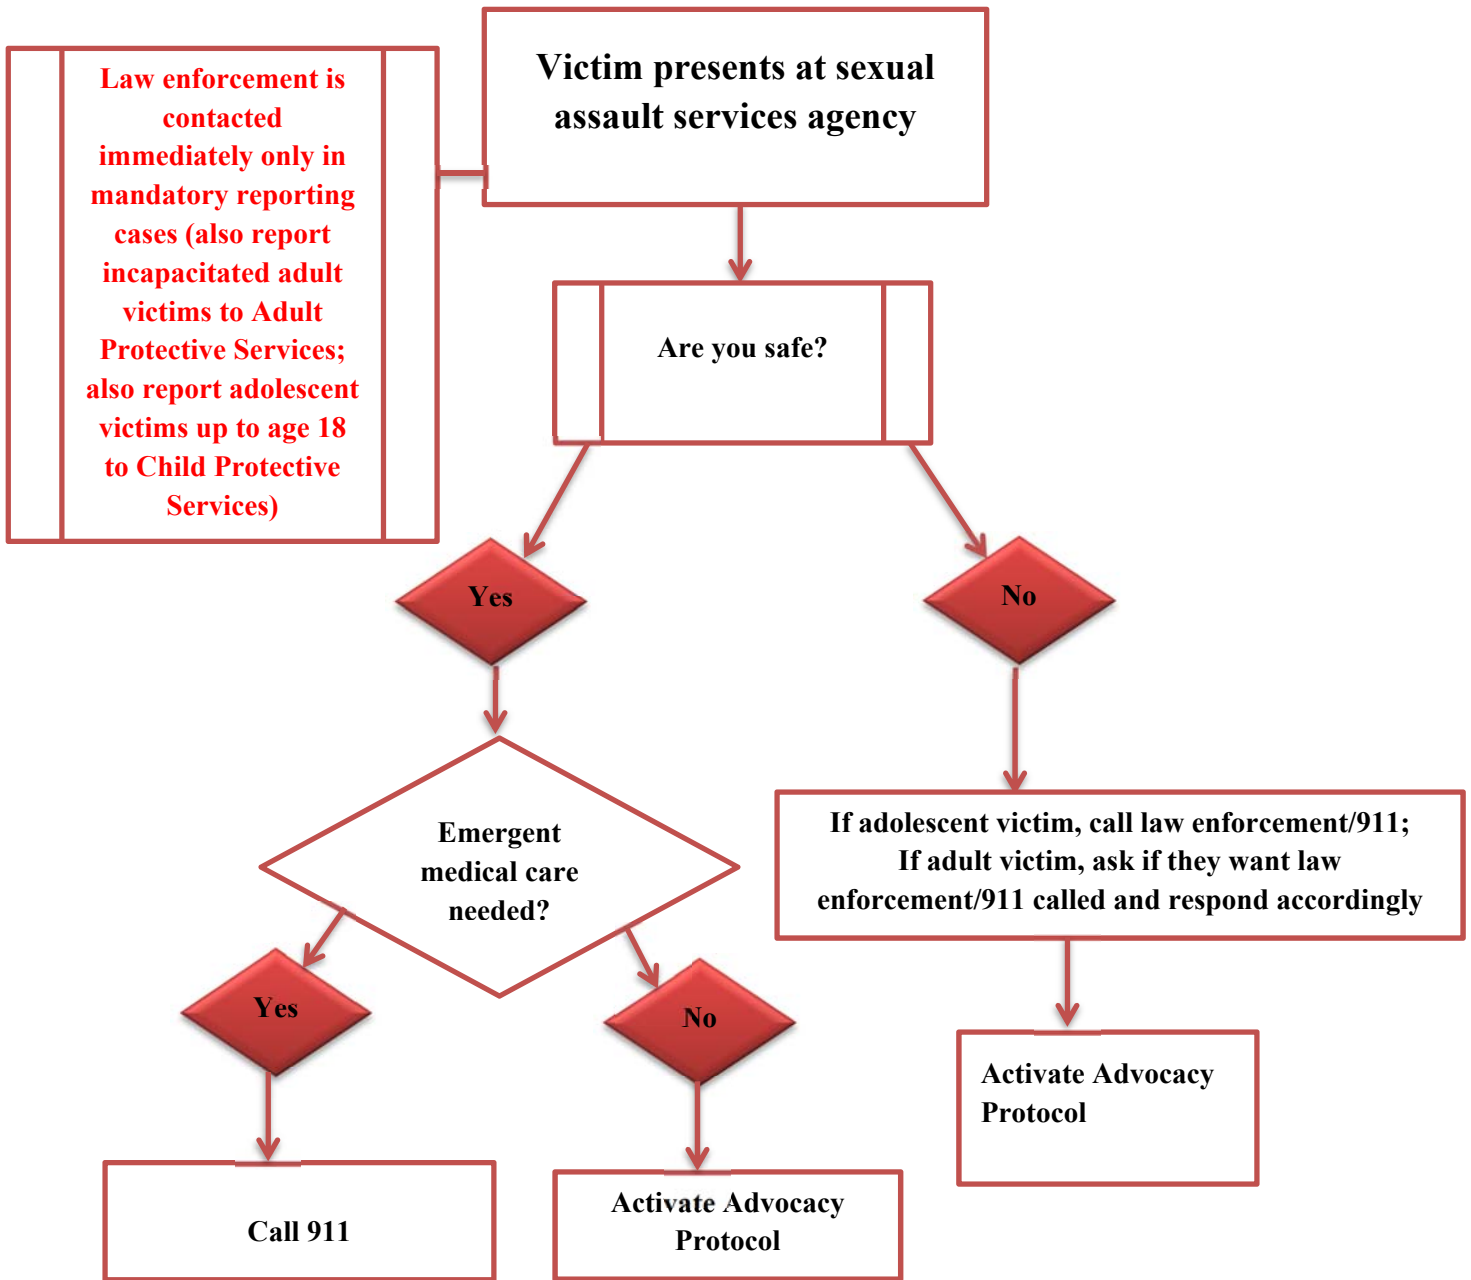 Victim presents at sexual
assault services agency
Law enforcement is
contacted
immediately only in
mandatory reporting
cases (also report
incapacitated adult
victims to Adult
Protective Services;
also report adolescent
victims up to age 18
to Child Protective
Services)
Are you safe?
Yes
No
Emergent
medical care
needed?
If adolescent victim, call law enforcement/911;
If adult victim, ask if they want law
enforcement/911 called and respond accordingly
Yes
No
Activate Advocacy
Protocol
Call 911
Activate Advocacy
Protocol